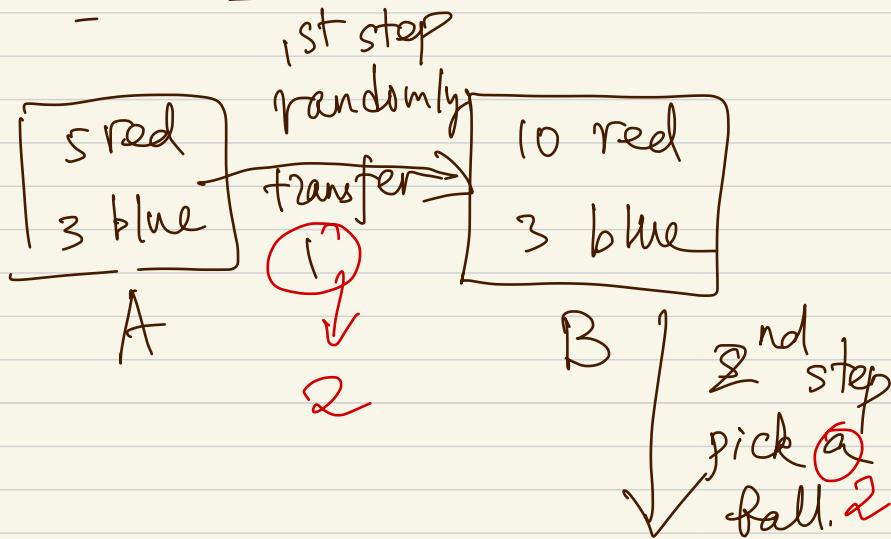 1st step
randomly
transfer
1
2
5 red
3 blue
A
10 red
3 blue
B
2nd step
pick a
ball. 2